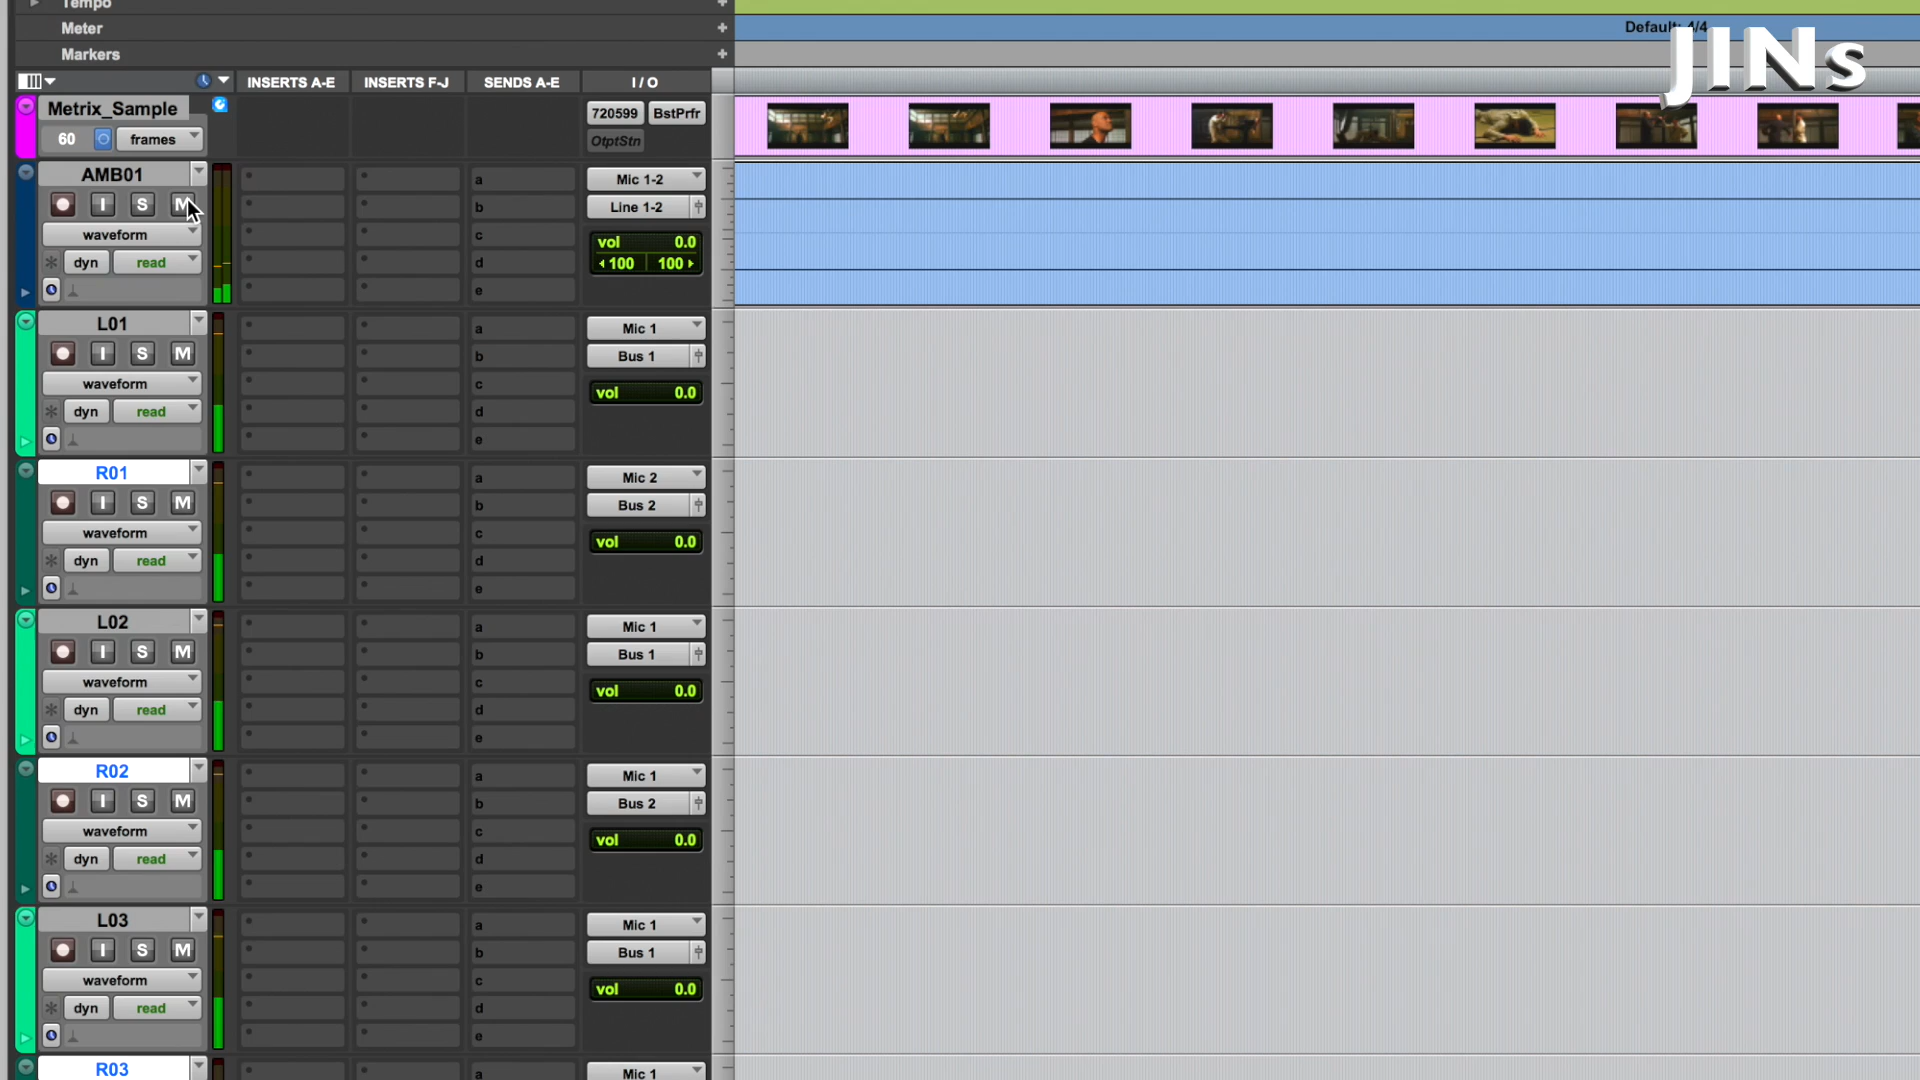 Tempo
Meter
Markers
Default: 4/4
JINs
INSERTS A-E INSERTS F-J SENDS A-E I / O
Metrix_Sample
60 frames
720599 BstPrfr
OtptStn
AMB01
I S M
waveform
dyn read
a
b
c
d
e
Mic 1-2
Line 1-2
vol 0.0
100 100
L01
I S M
waveform
dyn read
a
b
c
d
e
Mic 1
Bus 1
vol 0.0
R01
I S M
waveform
dyn read
a
b
c
d
e
Mic 2
Bus 2
vol 0.0
L02
I S M
waveform
dyn read
a
b
c
d
e
Mic 1
Bus 1
vol 0.0
R02
I S M
waveform
dyn read
a
b
c
d
e
Mic 1
Bus 2
vol 0.0
L03
I S M
waveform
dyn read
a
b
c
d
e
Mic 1
Bus 1
vol 0.0
R03
a
Mic 1